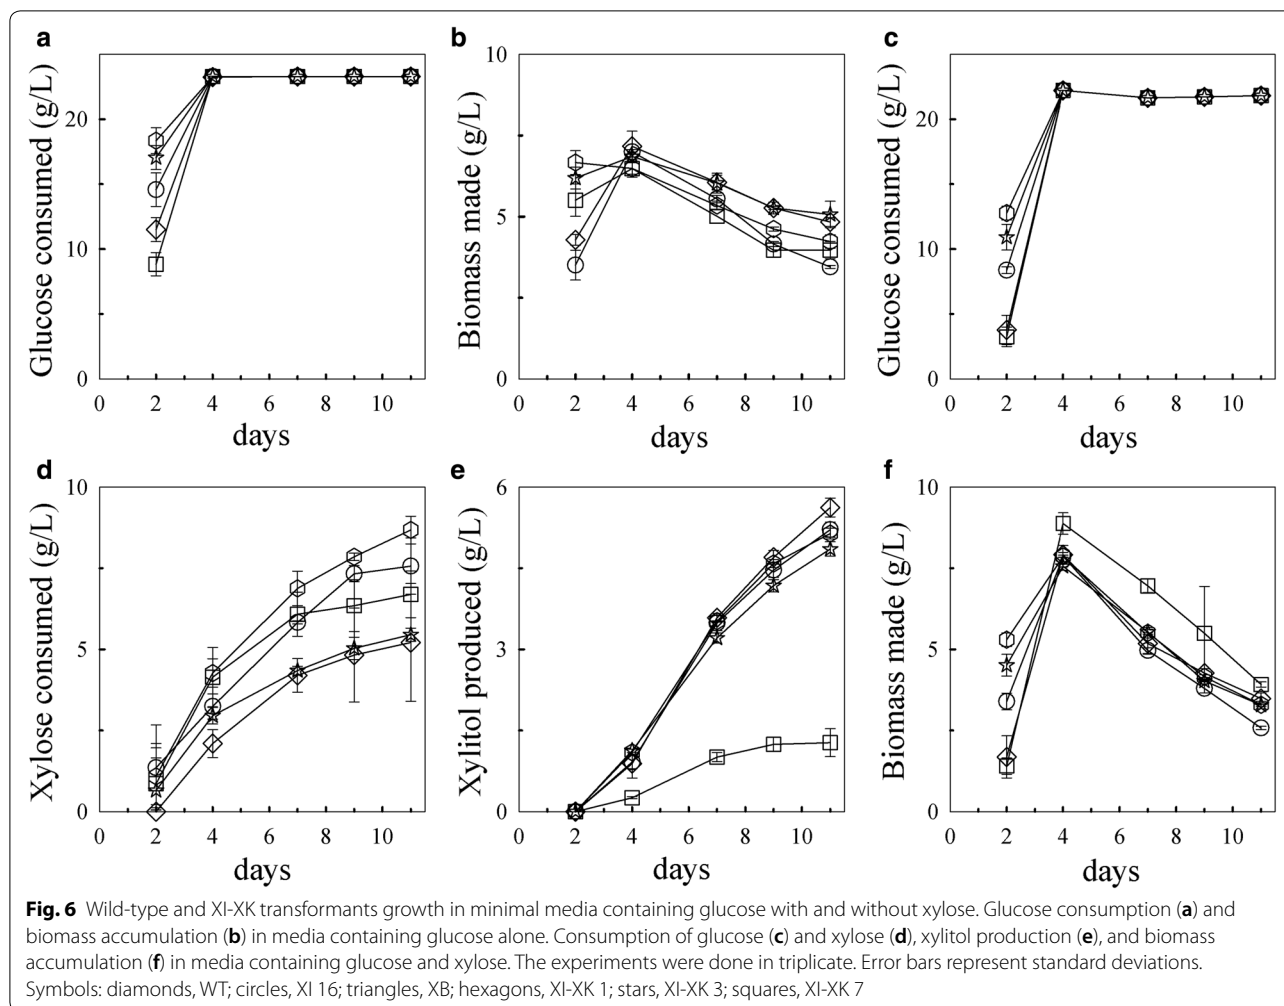 a
b
c
Glucose consumed (g/L)
20
10
0
0 2 4 6 8 10
days
Biomass made (g/L)
10
5
0
0 2 4 6 8 10
days
Glucose consumed (g/L)
20
10
0
0 2 4 6 8 10
days
d
e
f
Xylose consumed (g/L)
10
5
0
0 2 4 6 8 10
days
Xylitol produced (g/L)
6
3
0
0 2 4 6 8 10
days
Biomass made (g/L)
10
5
0
0 2 4 6 8 10
days
Fig. 6 Wild-type and XI-XK transformants growth in minimal media containing glucose with and without xylose. Glucose consumption (a) and
biomass accumulation (b) in media containing glucose alone. Consumption of glucose (c) and xylose (d), xylitol production (e), and biomass
accumulation (f) in media containing glucose and xylose. The experiments were done in triplicate. Error bars represent standard deviations.
Symbols: diamonds, WT; circles, XI 16; triangles, XB; hexagons, XI-XK 1; stars, XI-XK 3; squares, XI-XK 7